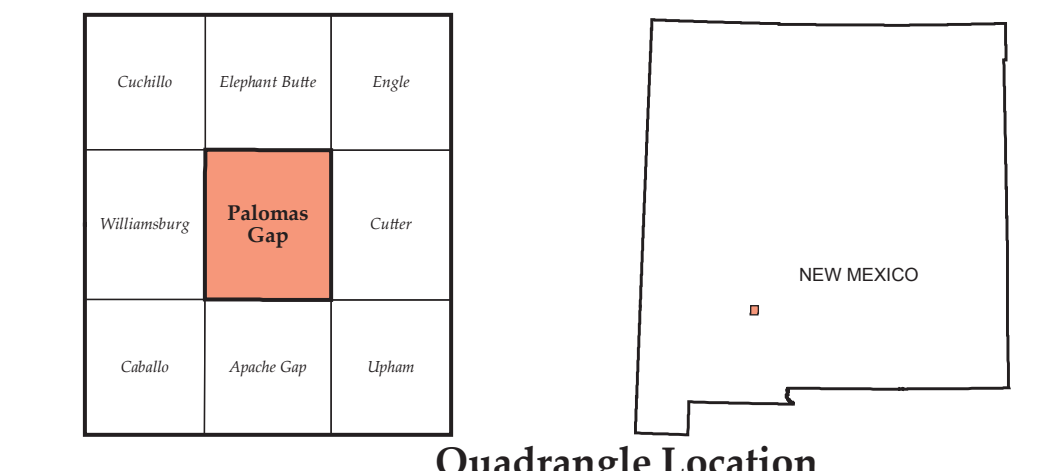 Cuchillo
Elephant Butte
Engle
Williamsburg
Palomas
Gap
Cutter
Caballo
Apache Gap
Upham
NEW MEXICO
Quadrangle Location